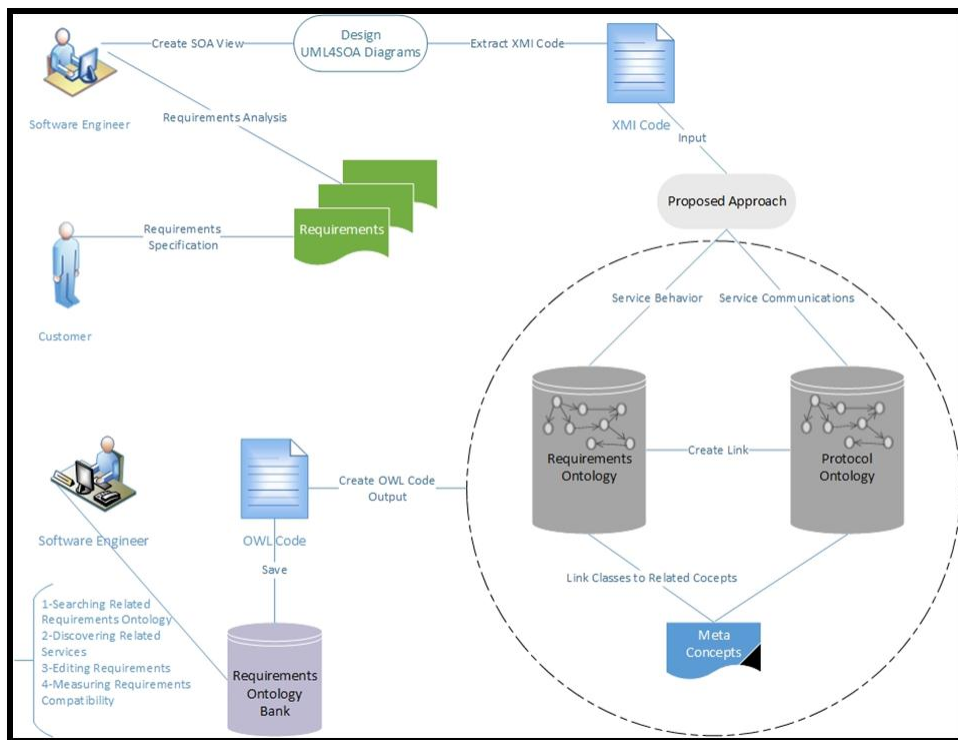 Create SOA View
Design
UML4SOA Diagrams
Extract XMI Code
Software Engineer
Requirements Analysis
XMI Code
Input
Proposed Approach
Requirements
Requirements
Specification
Customer
Service Behavior
Service Communications
Requirements
Ontology
Create Link
Protocol
Ontology
Software Engineer
OWL Code
Create OWL Code
Output
Save
Link Classes to Related Cocepts
Meta
Concepts
1-Searching Related
Requirements Ontology
2-Discovering Related
Services
3-Editing Requirements
4-Measuring Requirements
Compatibility
Requirements
Ontology
Bank